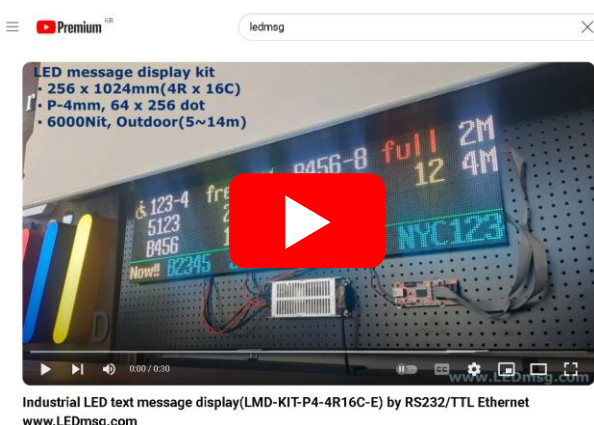 Premium KR
ledmsg
LED message display kit
· 256 x 1024mm(4R x 16C)
· P-4mm, 64 x 256 dot
· 6000Nit, Outdoor(5~14m)
123-4 fre B456-8 full 2M
5123 12 4M
B456
Now!! B2345 NYC123
D
0:00 / 0:30
CC
www.LEDmsg.com
Industrial LED text message display(LMD-KIT-P4-4R16C-E) by RS232/TTL Ethernet
www.LEDmsg.com